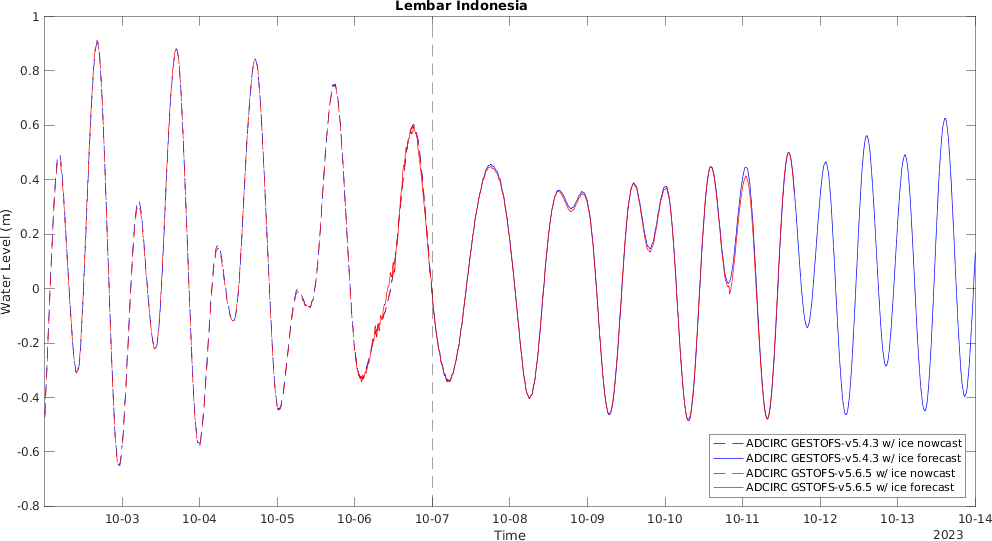 Lembar Indonesia
1
0.8
0.6
0.4
0.2
0
-0.2
-0.4
-0.6
-0.8
Water Level (m)
ADCIRC GESTOFS-v5.4.3 w/ ice nowcast
ADCIRC GESTOFS-v5.4.3 w/ ice forecast
ADCIRC GSTOFS-v5.6.5 w/ ice nowcast
ADCIRC GSTOFS-v5.6.5 w/ ice forecast
10-03 10-04 10-05 10-06 10-07 10-08 10-09 10-10 10-11 10-12 10-13 10-14
Time 2023